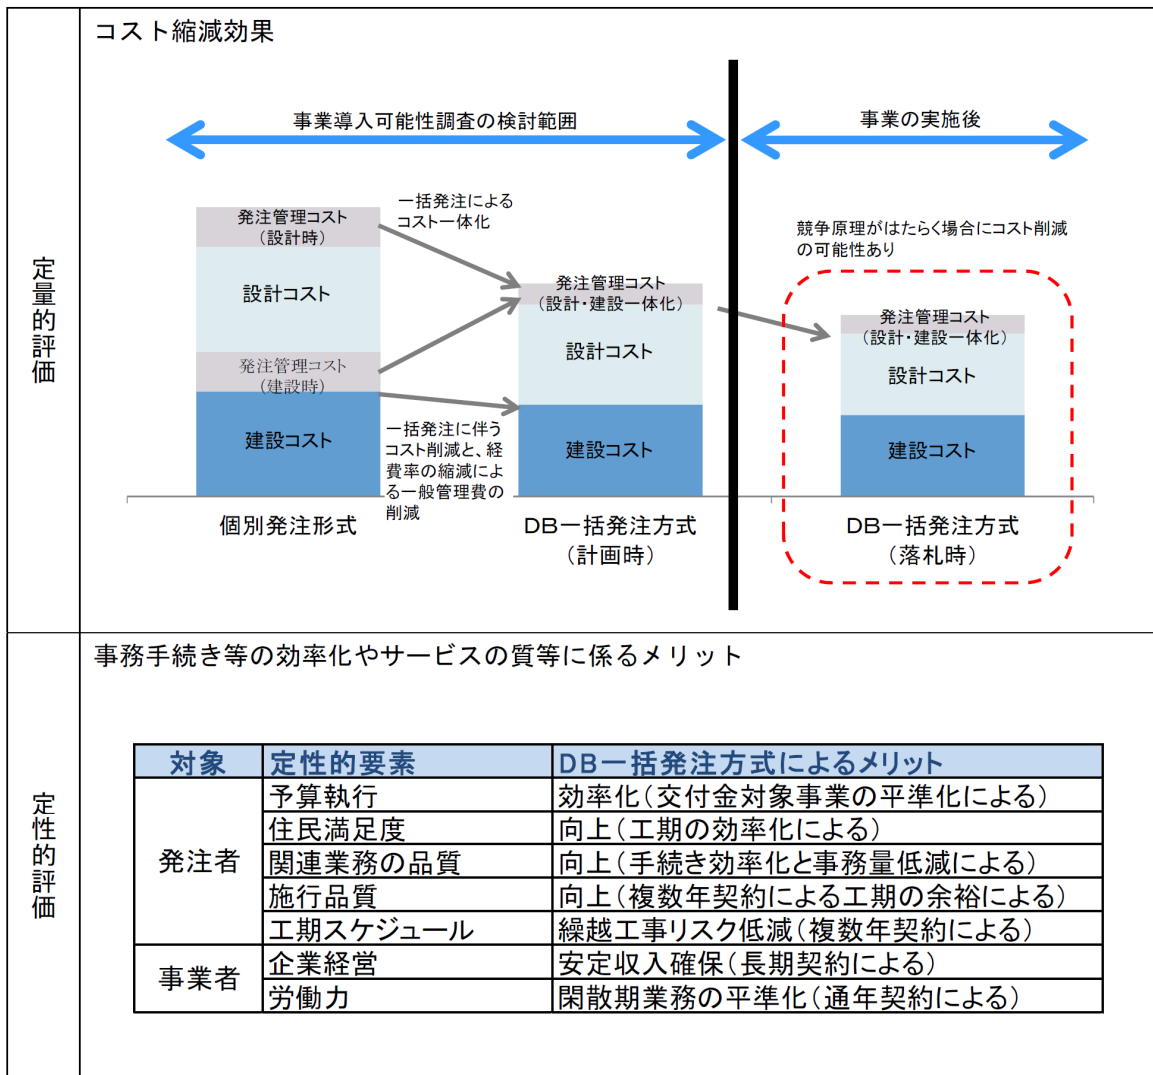 定量的評価
コスト縮減効果
事業導入可能性調査の検討範囲
事業の実施後
発注管理コスト
(設計時)
設計コスト
発注管理コスト
(建設時)
建設コスト
個別発注形式
一括発注による
コスト一体化
一括発注に伴う
コスト削減と、経
費率の縮減によ
る一般管理費の
削減
発注管理コスト
(設計・建設一体化)
設計コスト
建設コスト
DB一括発注方式
(計画時)
競争原理がはたらく場合にコスト削減
の可能性あり
発注管理コスト
(設計・建設一体化)
設計コスト
建設コスト
DB一括発注方式
(落札時)
定性的評価
事務手続き等の効率化やサービスの質等に係るメリット
対象 定性的要素 DB一括発注方式によるメリット
発注者
予算執行 効率化(交付金対象事業の平準化による)
住民満足度 向上(工期の効率化による)
関連業務の品質 向上(手続き効率化と事務量低減による)
施行品質 向上(複数年契約による工期の余裕による)
工期スケジュール 繰越工事リスク低減(複数年契約による)
事業者
企業経営 安定収入確保(長期契約による)
労働力 閑散期業務の平準化(通年契約による)